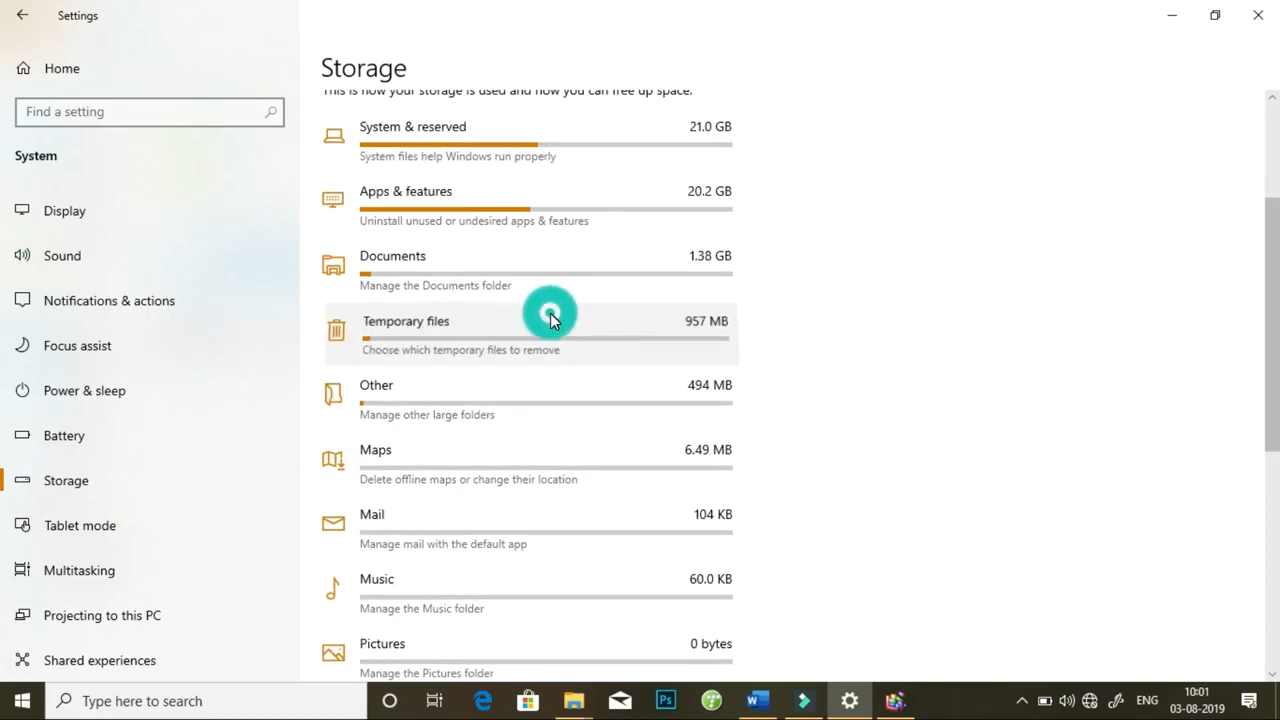 Settings
Home
Find a setting
System
Display
Sound
Notifications & actions
Focus assist
Power & sleep
Battery
Storage
Tablet mode
Multitasking
Projecting to this PC
Shared experiences
Storage
This is how your storage is used and how you can free up space.
System & reserved 21.0 GB
System files help Windows run properly
Apps & features 20.2 GB
Uninstall unused or undesired apps & features
Documents 1.38 GB
Manage the Documents folder
Temporary files 957 MB
Choose which temporary files to remove
Other 494 MB
Manage other large folders
Maps 6.49 MB
Delete offline maps or change their location
Mail 104 KB
Manage mail with the default app
Music 60.0 KB
Manage the Music folder
Pictures 0 bytes
Manage the Pictures folder
Type here to search
Ps
W
ENG
10:01
03-08-2019